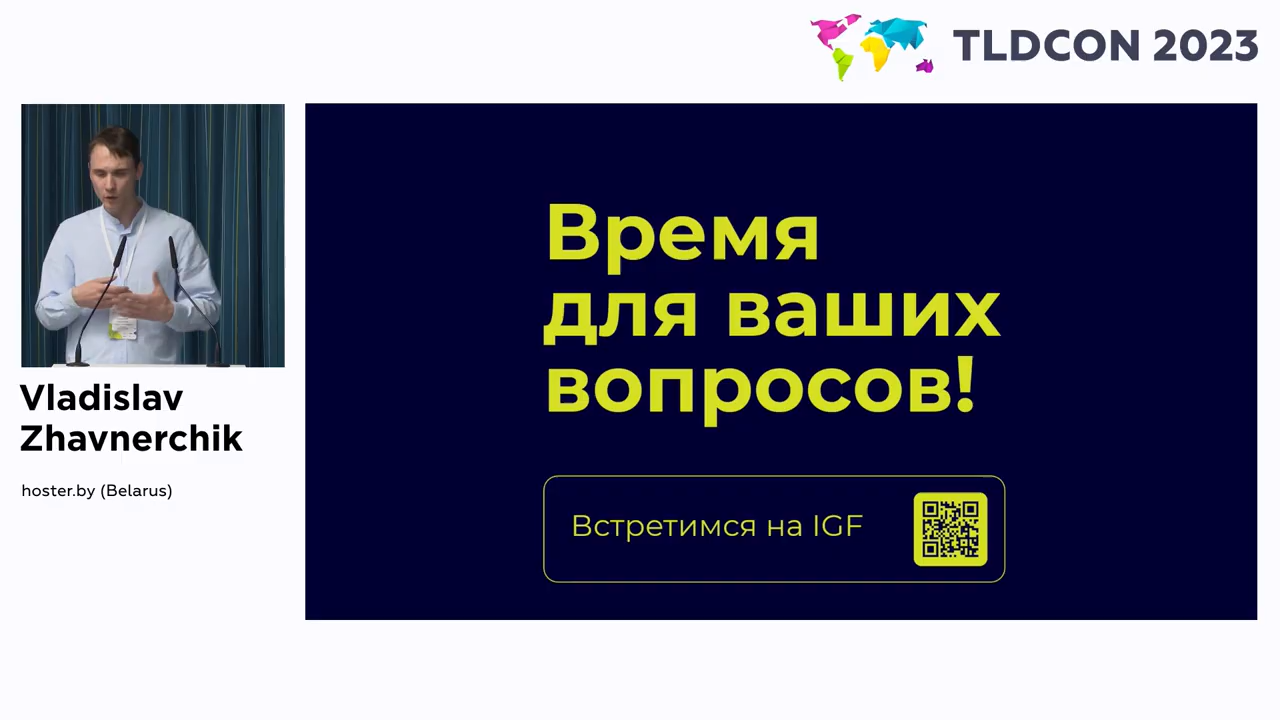 TLDCON 2023
Время
для ваших
вопросов!
Встретимся на IGF
Vladislav
Zhavnerchik
hoster.by (Belarus)